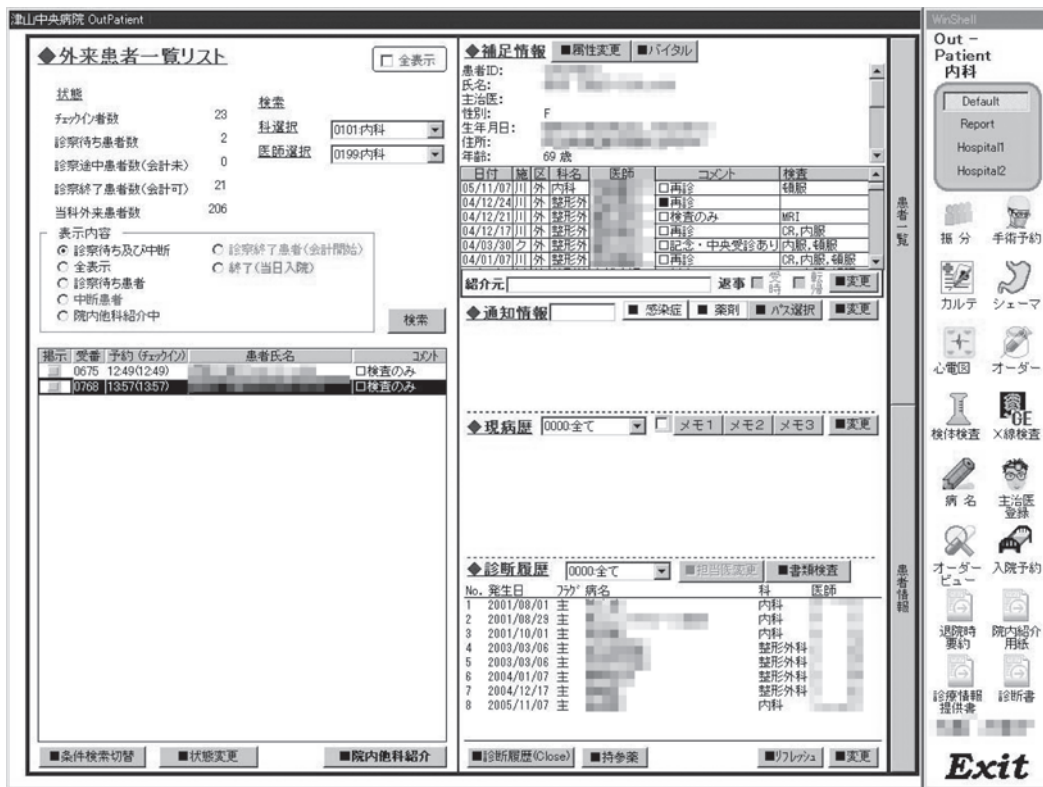 津山中央病院 OutPatient
◆外来患者一覧リスト
全表示
状態
ﾁｪｯｸｲﾝ者数 23
診察待ち患者数 2
診察途中患者数(会計未) 0
診察終了患者数(会計可) 21
当科外来患者数 206
検索
科選択 0101:内科
医師選択 0199:内科
表示内容
診察待ち及び中断
全表示
診察待ち患者
中断患者
院内他科紹介中
診察終了患者(会計開始)
終了(当日入院)
検索
掲示 受番 予約(ﾁｪｯｸｲﾝ) 患者氏名 ｺﾒﾝﾄ
0675 12:49(12:49) □検査のみ
0768 13:57(13:57) □検査のみ
■条件検索切替 ■状態変更 ■院内他科紹介
◆補足情報 ■属性変更 ■バイタル
患者ID:
氏名:
主治医:
性別: F
生年月日:
住所:
年齢: 69 歳
日付 施 区 科名 医師 コメント 検査
05/11/07 川 外 内科 □再診 頓服
04/12/24 川 外 整形外 ■再診
04/12/21 川 外 整形外 □検査のみ MRI
04/12/17 川 外 整形外 □再診 CR,内服
04/03/30 ク 外 整形外 □記念・中央受診あり 内服,頓服
04/01/07 川 外 整形外 □再診 CR,内服,頓服
紹介元 返事 受時 ■変更
◆通知情報 ■ 感染症 ■ 薬剤 ■ ﾊﾟｽ選択 ■変更
◆現病歴 0000:全て メモ1 メモ2 メモ3 ■変更
◆診断履歴 0000:全て ■担当医変更 ■書類検査
No. 発生日 ﾌﾗｸﾞ 病名 科 医師
1 2001/08/01 主 内科
2 2001/08/29 主 内科
3 2001/10/01 主 内科
4 2003/03/06 主 整形外科
5 2003/03/06 主 整形外科
6 2004/01/07 主 整形外科
7 2004/12/17 主 整形外科
8 2005/11/07 主 内科
■診断履歴(Close) ■持参薬 ■ﾘﾌﾚｯｼｭ ■変更
患者一覧
患者情報
WinShell
Out -
Patient
内科
Default
Report
Hospital1
Hospital2
振 分 手術予約
カルテ シェーマ
心電図 オーダー
GE
検体検査 X線検査
病 名 主治医登録
オーダービュー 入院予約
退院時要約 院内紹介用紙
診療情報提供書 診断書
Exit